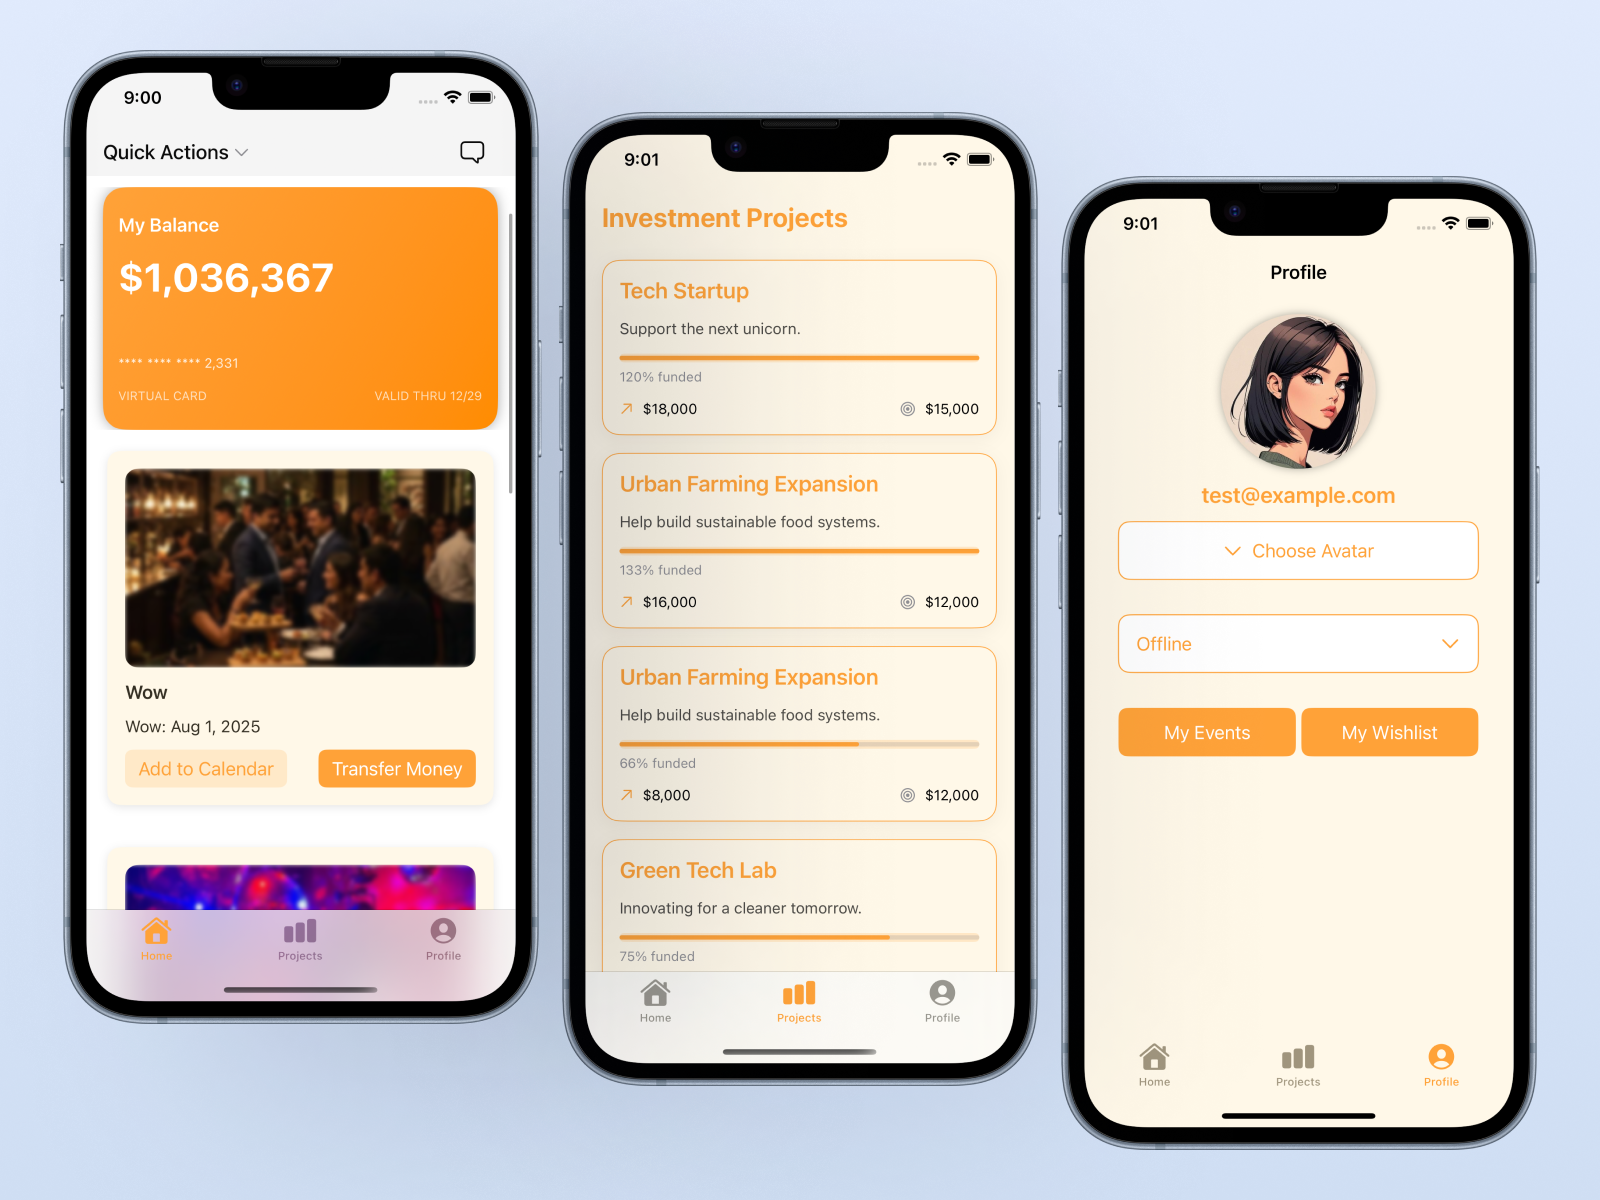 9:00
Quick Actions
My Balance
$1,036,367
**** **** **** 2,331
VIRTUAL CARD VALID THRU 12/29
Wow
Wow: Aug 1, 2025
Add to Calendar Transfer Money
Home Projects Profile
9:01
Investment Projects
Tech Startup
Support the next unicorn.
120% funded
$18,000 $15,000
Urban Farming Expansion
Help build sustainable food systems.
133% funded
$16,000 $12,000
Urban Farming Expansion
Help build sustainable food systems.
66% funded
$8,000 $12,000
Green Tech Lab
Innovating for a cleaner tomorrow.
75% funded
Home Projects Profile
9:01
Profile
test@example.com
Choose Avatar
Offline
My Events My Wishlist
Home Projects Profile